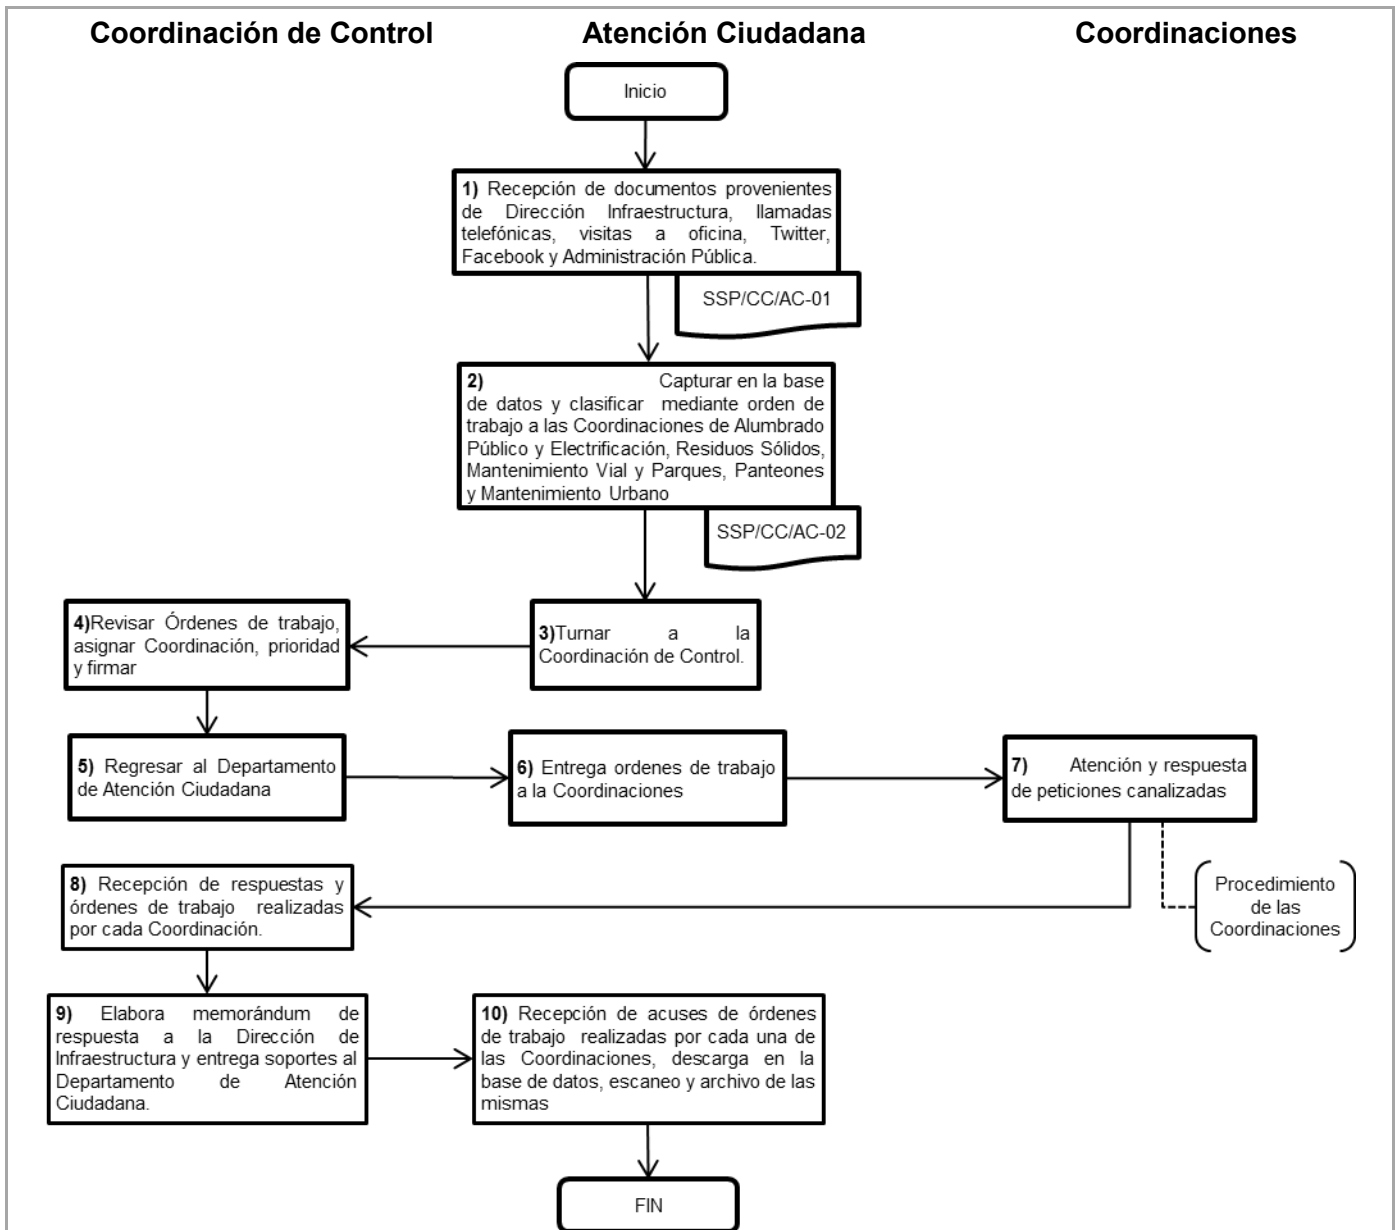 Coordinación de Control
Atención Ciudadana
Coordinaciones
Inicio
1) Recepción de documentos provenientes
de Dirección Infraestructura, llamadas
telefónicas, visitas a oficina, Twitter,
Facebook y Administración Pública.
SSP/CC/AC-01
2) Capturar en la base
de datos y clasificar mediante orden de
trabajo a las Coordinaciones de Alumbrado
Público y Electrificación, Residuos Sólidos,
Mantenimiento Vial y Parques, Panteones
y Mantenimiento Urbano
SSP/CC/AC-02
3)Turnar a la
Coordinación de Control.
4)Revisar Órdenes de trabajo,
asignar Coordinación, prioridad
y firmar
5) Regresar al Departamento
de Atención Ciudadana
6) Entrega ordenes de trabajo
a la Coordinaciones
7) Atención y respuesta
de peticiones canalizadas
Procedimiento
de las
Coordinaciones
8) Recepción de respuestas y
órdenes de trabajo realizadas
por cada Coordinación.
9) Elabora memorándum de
respuesta a la Dirección de
Infraestructura y entrega soportes al
Departamento de Atención
Ciudadana.
10) Recepción de acuses de órdenes
de trabajo realizadas por cada una de
las Coordinaciones, descarga en la
base de datos, escaneo y archivo de las
mismas
FIN